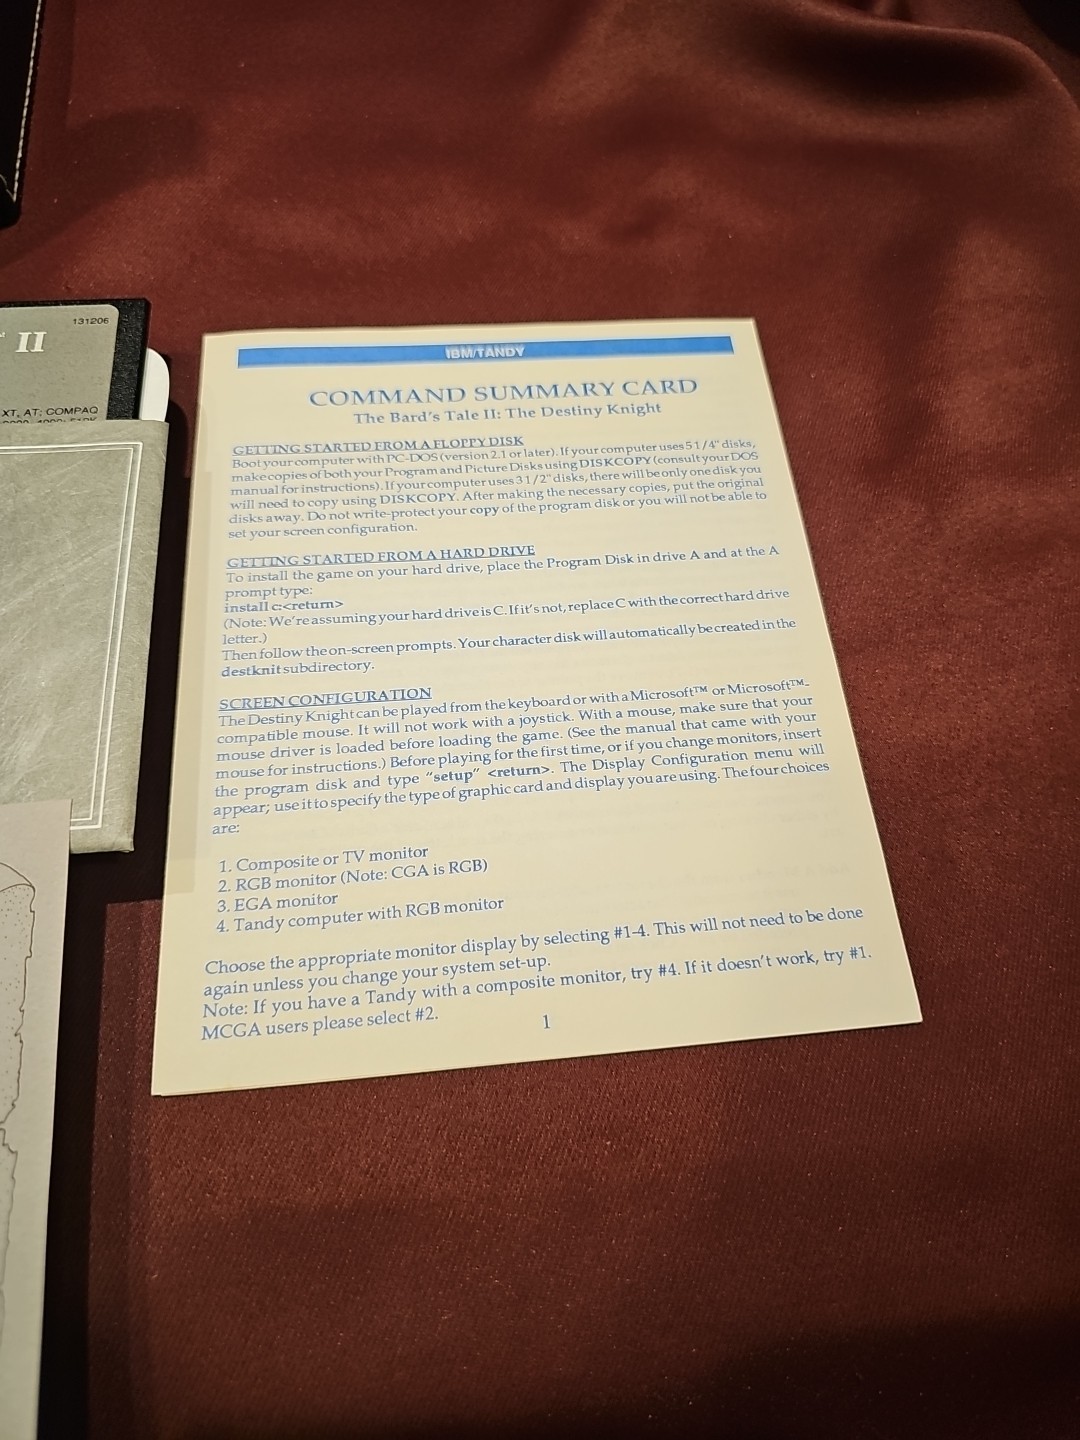 131206
II
XT, AT; COMPAQ
IBM/TANDY
COMMAND SUMMARY CARD
The Bard's Tale II: The Destiny Knight
GETTING STARTED FROM A FLOPPY DISK
Boot your computer with PC-DOS (version 2.1 or later). If your computer uses 5 1/4" disks,
make copies of both your Program and Picture Disks using DISKCOPY (consult your DOS
manual for instructions). If your computer uses 3 1/2" disks, there will be only one disk you
will need to copy using DISKCOPY. After making the necessary copies, put the original
disks away. Do not write-protect your copy of the program disk or you will not be able to
set your screen configuration.
GETTING STARTED FROM A HARD DRIVE
To install the game on your hard drive, place the Program Disk in drive A and at the A
prompt type:
install c:<return>
(Note: We're assuming your hard drive is C. If it's not, replace C with the correct hard drive
letter.)
Then follow the on-screen prompts. Your character disk will automatically be created in the
destknit subdirectory.
SCREEN CONFIGURATION
The Destiny Knight can be played from the keyboard or with a Microsoft™ or Microsoft™-
compatible mouse. It will not work with a joystick. With a mouse, make sure that your
mouse driver is loaded before loading the game. (See the manual that came with your
mouse for instructions.) Before playing for the first time, or if you change monitors, insert
the program disk and type "setup" <return>. The Display Configuration menu will
appear; use it to specify the type of graphic card and display you are using. The four choices
are:
1. Composite or TV monitor
2. RGB monitor (Note: CGA is RGB)
3. EGA monitor
4. Tandy computer with RGB monitor
Choose the appropriate monitor display by selecting #1-4. This will not need to be done
again unless you change your system set-up.
Note: If you have a Tandy with a composite monitor, try #4. If it doesn't work, try #1.
MCGA users please select #2.
1